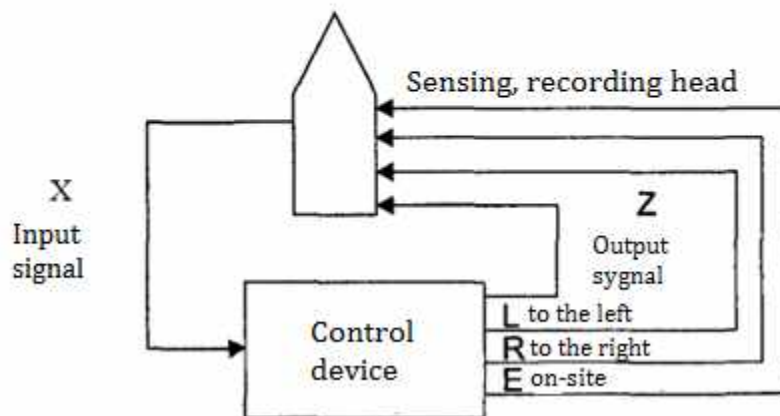 Sensing, recording head
X
Input
signal
Z
Output
sygnal
Control
device
L to the left
R to the right
E on-site